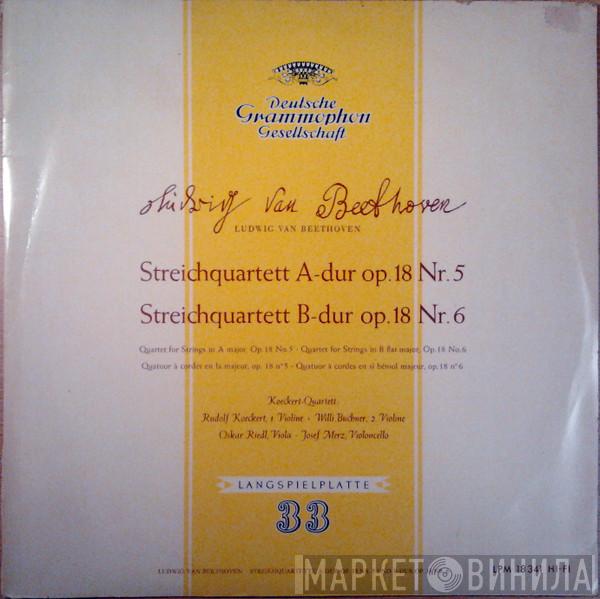 Deutsche
Grammophon
Gesellschaft
Ludwig van Beethoven
LUDWIG VAN BEETHOVEN
Streichquartett A-dur op. 18 Nr. 5
Streichquartett B-dur op. 18 Nr. 6
Quartet for Strings in A major, Op. 18 No. 5 - Quartet for Strings in B flat major, Op. 18 No. 6
Quatuor à cordes en la majeur, op. 18 n° 5 - Quatuor à cordes en si bémol majeur, op. 18 n° 6
Koeckert-Quartett:
Rudolf Koeckert, 1. Violine - Willi Buchner, 2. Violine
Oskar Riedl, Viola - Josef Merz, Violoncello
LANGSPIELPLATTE
33
LUDWIG VAN BEETHOVEN - STREICHQUARTETT
LPM 18341 HI-FI
МАРКЕТ ВИНИЛА